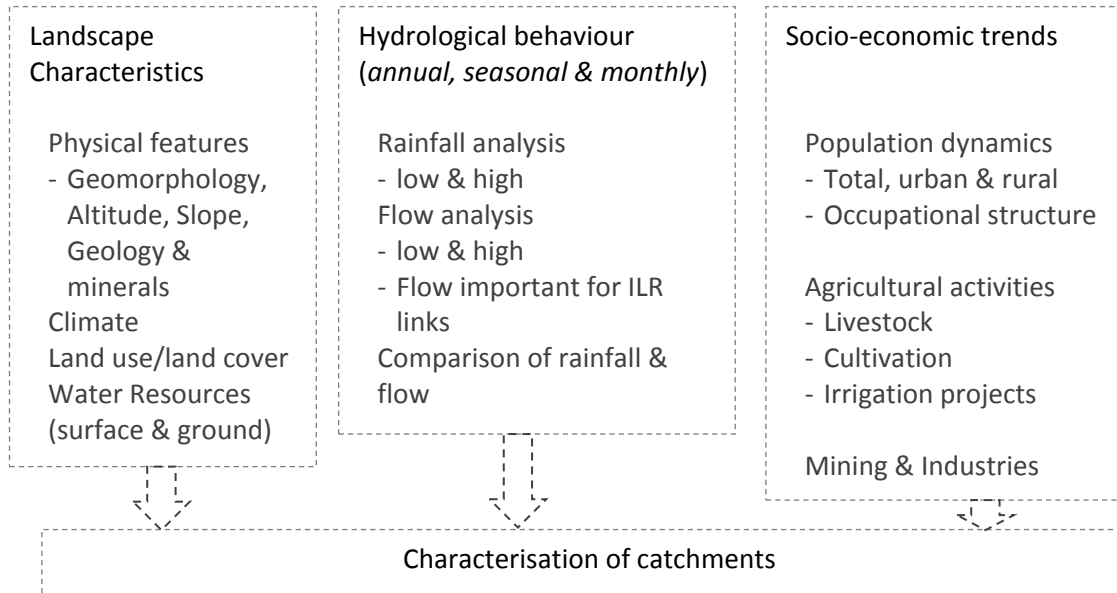 Landscape
Characteristics
Physical features
- Geomorphology,
Altitude, Slope,
Geology &
minerals
Climate
Land use/land cover
Water Resources
(surface & ground)
Hydrological behaviour
(annual, seasonal & monthly)
Rainfall analysis
- low & high
Flow analysis
- low & high
- Flow important for ILR
links
Comparison of rainfall &
flow
Socio-economic trends
Population dynamics
- Total, urban & rural
- Occupational structure
Agricultural activities
- Livestock
- Cultivation
- Irrigation projects
Mining & Industries
Characterisation of catchments